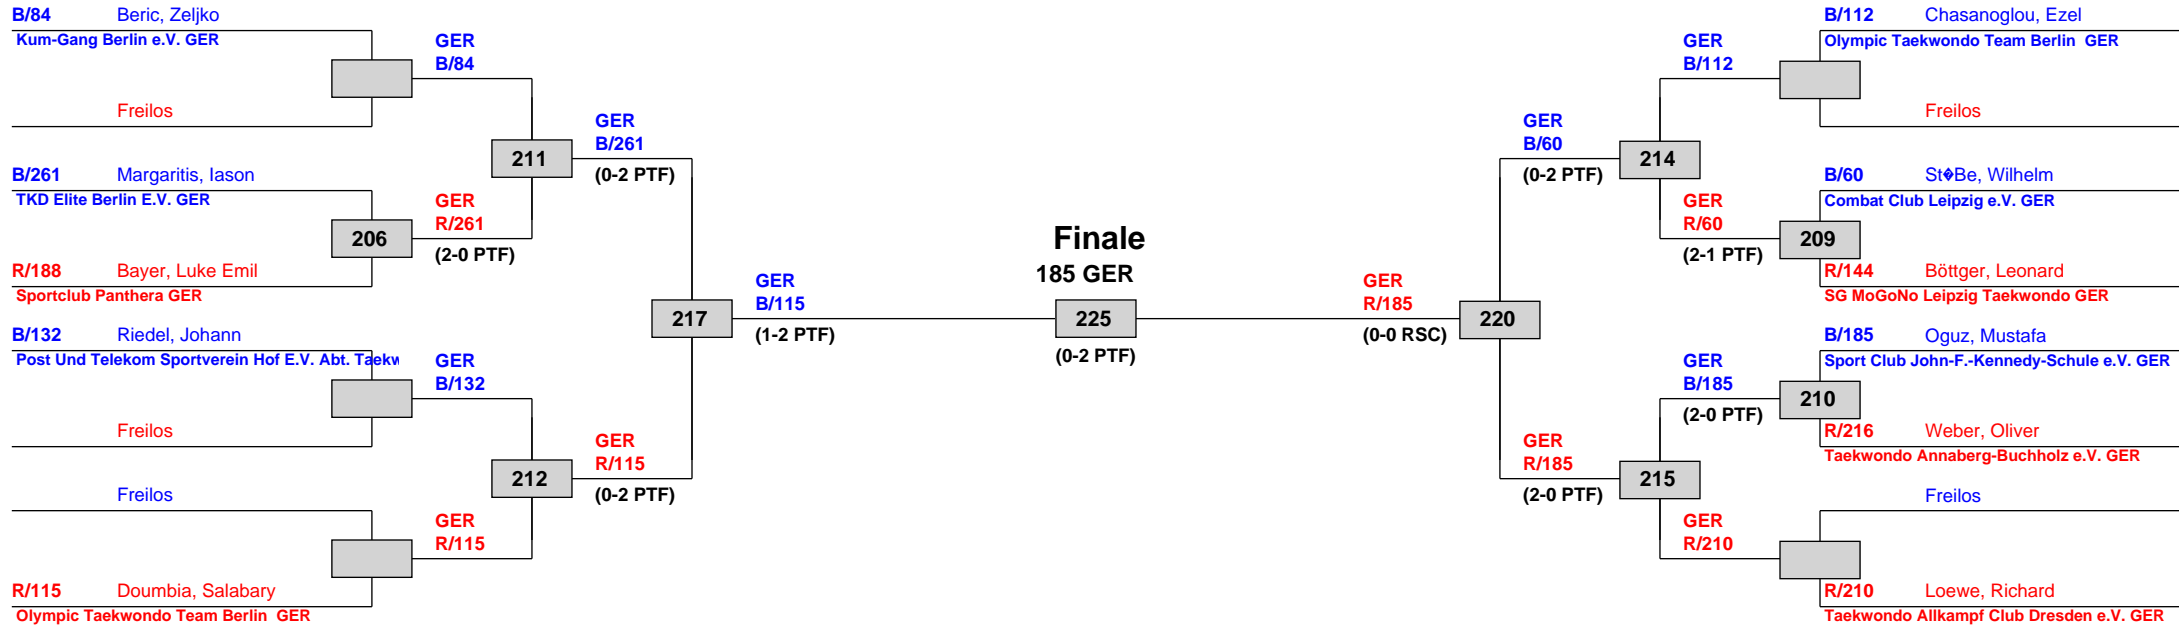 B/84 Beric, Zeljko
Kum-Gang Berlin e.V. GER
Freilos
B/261 Margaritis, Iason
TKD Elite Berlin E.V. GER
206
R/188 Bayer, Luke Emil
Sportclub Panthera GER
B/132 Riedel, Johann
Post Und Telekom Sportverein Hof E.V. Abt. Taekw
Freilos
Freilos
R/115 Doumbia, Salabary
Olympic Taekwondo Team Berlin GER
GER
B/84
211
GER
R/261
(2-0 PTF)
GER
B/132
212
GER
R/115
GER
B/261
(0-2 PTF)
217
GER
R/115
(0-2 PTF)
GER
B/115
(1-2 PTF)
Finale
185 GER
225
(0-2 PTF)
GER
R/185
(0-0 RSC)
220
GER
B/60
(0-2 PTF)
214
GER
R/185
(2-0 PTF)
215
GER
B/112
GER
R/60
(2-1 PTF)
209
GER
B/185
(2-0 PTF)
210
GER
R/210
B/112 Chasanoglou, Ezel
Olympic Taekwondo Team Berlin GER
Freilos
B/60 St�Be, Wilhelm
Combat Club Leipzig e.V. GER
R/144 Böttger, Leonard
SG MoGoNo Leipzig Taekwondo GER
B/185 Oguz, Mustafa
Sport Club John-F.-Kennedy-Schule e.V. GER
R/216 Weber, Oliver
Taekwondo Annaberg-Buchholz e.V. GER
Freilos
R/210 Loewe, Richard
Taekwondo Allkampf Club Dresden e.V. GER